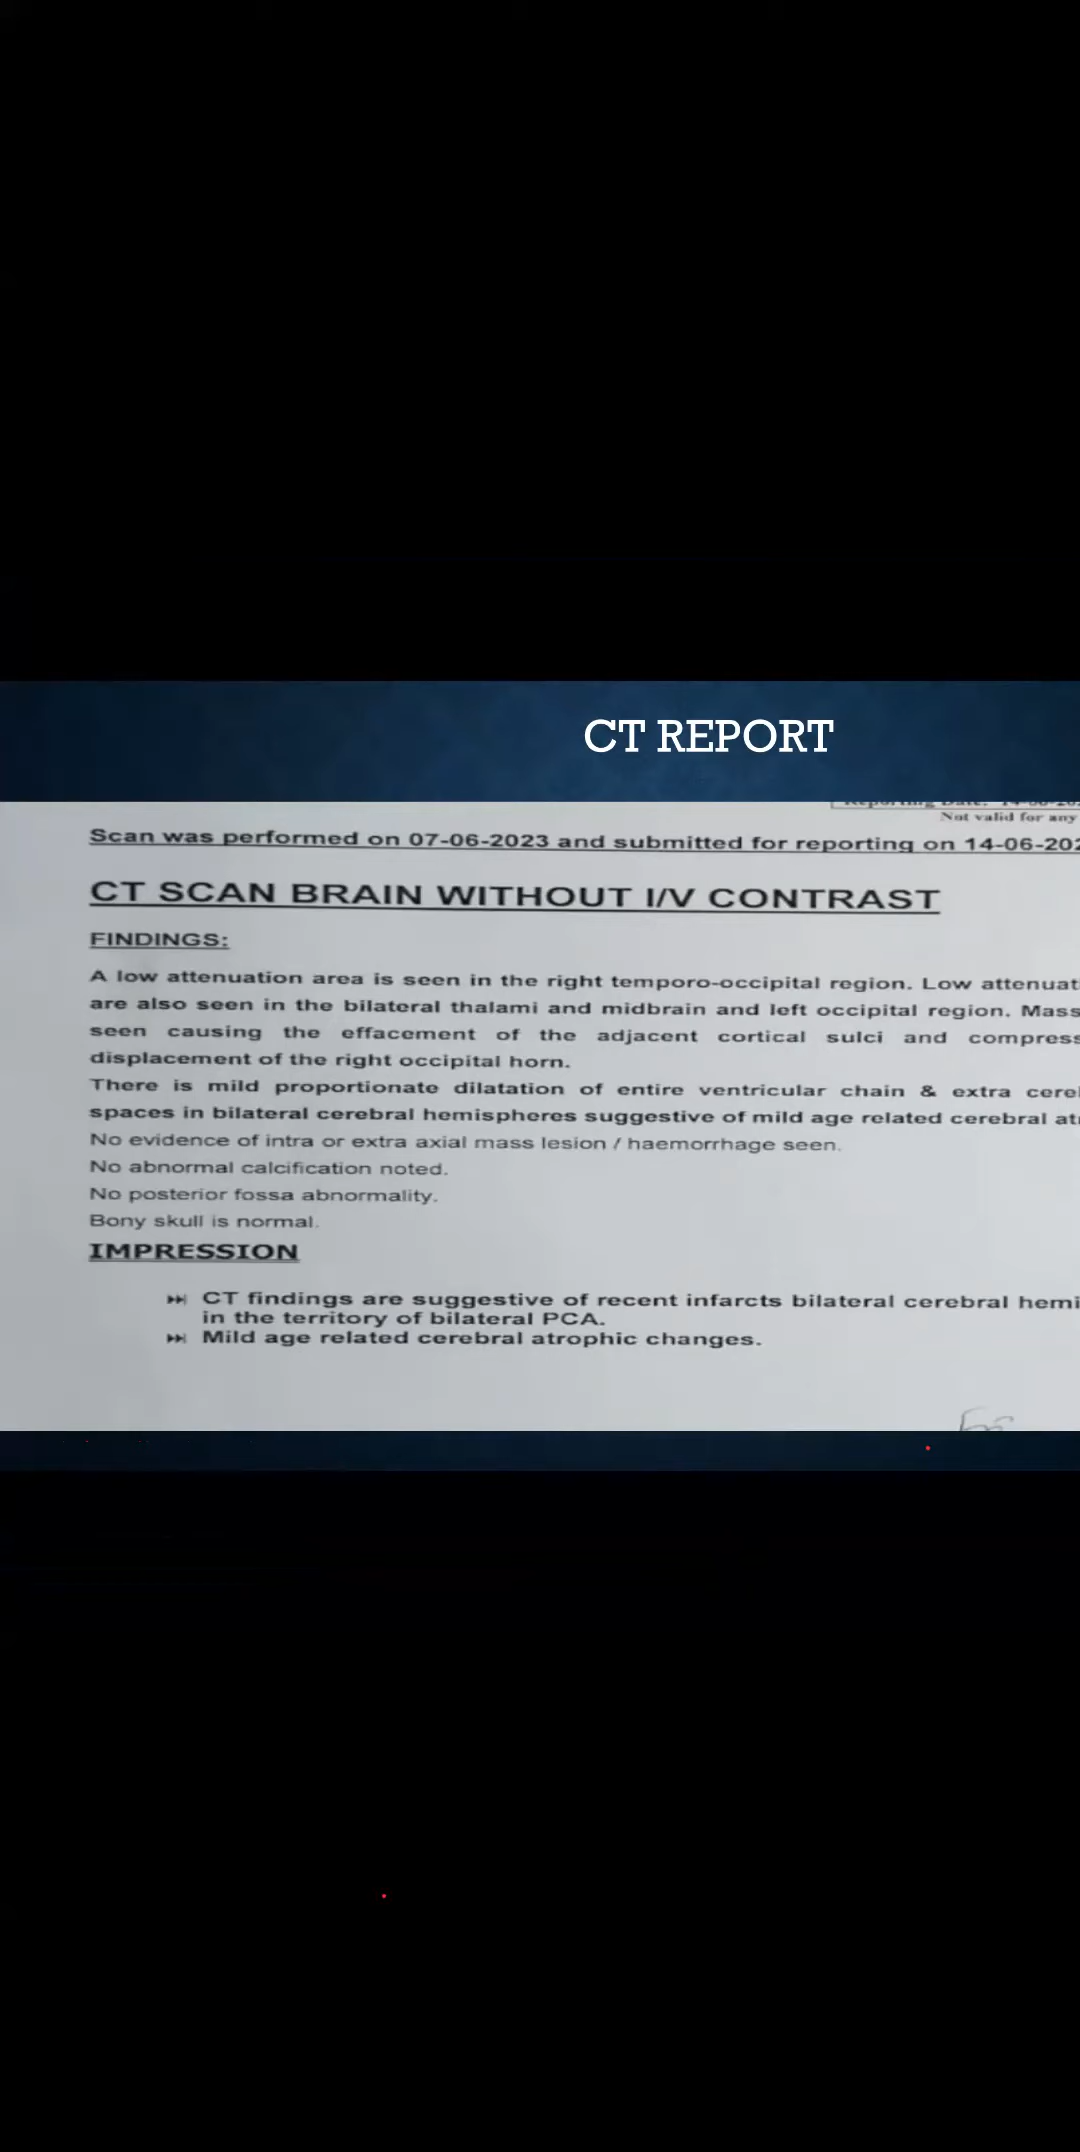 CT REPORT
Reporting Date:
Not valid for any
Scan was performed on 07-06-2023 and submitted for reporting on 14-06-202
CT SCAN BRAIN WITHOUT I/V CONTRAST
FINDINGS:
A low attenuation area is seen in the right temporo-occipital region. Low attenuat
are also seen in the bilateral thalami and midbrain and left occipital region. Mass
seen causing the effacement of the adjacent cortical sulci and compress
displacement of the right occipital horn.
There is mild proportionate dilatation of entire ventricular chain & extra cere
spaces in bilateral cerebral hemispheres suggestive of mild age related cerebral at
No evidence of intra or extra axial mass lesion / haemorrhage seen.
No abnormal calcification noted.
No posterior fossa abnormality.
Bony skull is normal.
IMPRESSION
CT findings are suggestive of recent infarcts bilateral cerebral hemi
in the territory of bilateral PCA.
Mild age related cerebral atrophic changes.